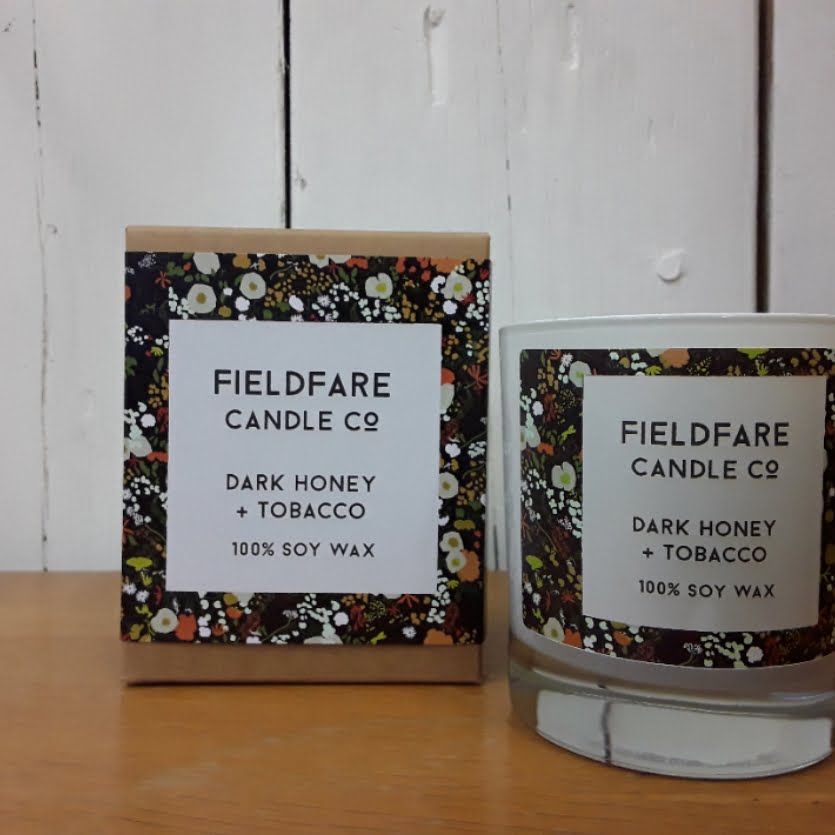 FIELDFARE
CANDLE Cº
DARK HONEY
+ TOBACCO
100% SOY WAX
FIELDFARE
CANDLE Cº
DARK HONEY
+ TOBACCO
100% SOY WAX